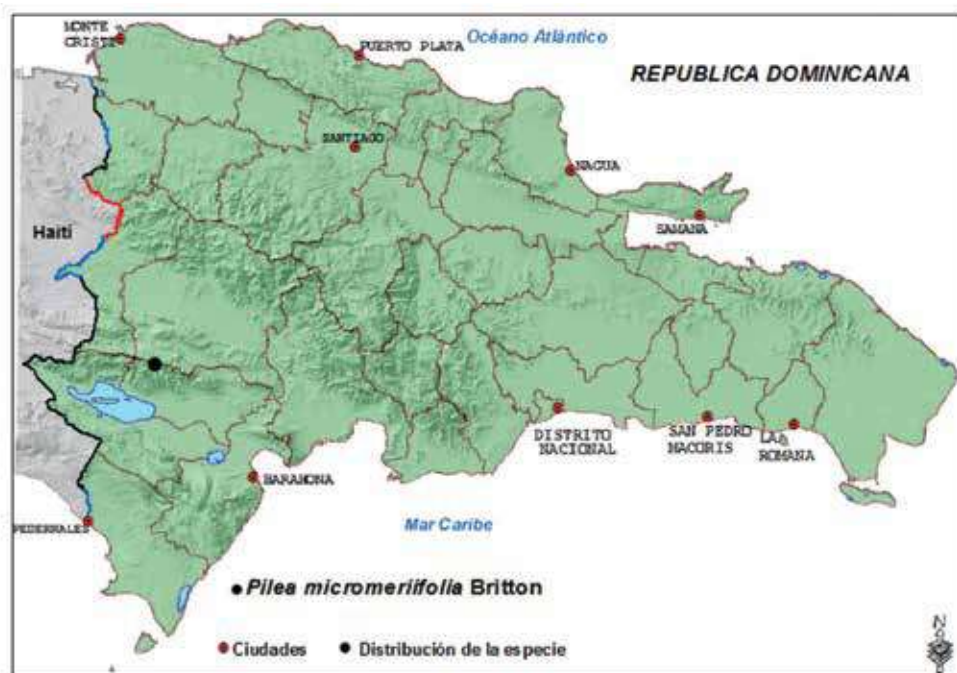 MONTE
CRISTI
PUERTO PLATA
Océano Atlántico
REPUBLICA DOMINICANA
SANTIAGO
NAGUA
SAMANA
Haití
DISTRITO
NACIONAL
SAN PEDRO
MACORIS
LA
ROMANA
BARAHONA
PEDERNALES
Mar Caribe
Pilea micromeriifolia Britton
Ciudades
Distribución de la especie
N